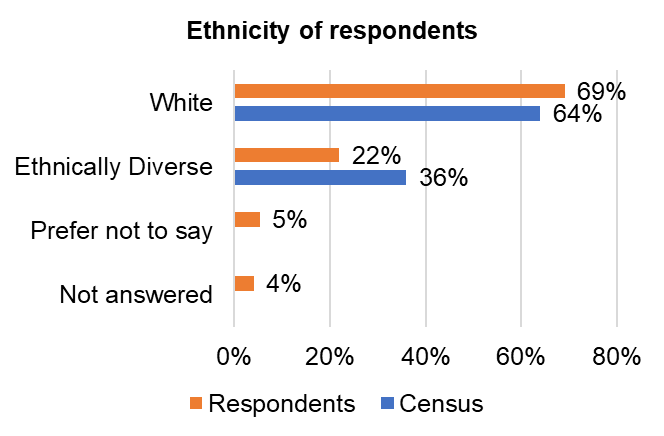 Ethnicity of respondents
White
69%
64%
Ethnically Diverse
22%
36%
Prefer not to say
5%
Not answered
4%
0% 20% 40% 60% 80%
Respondents Census